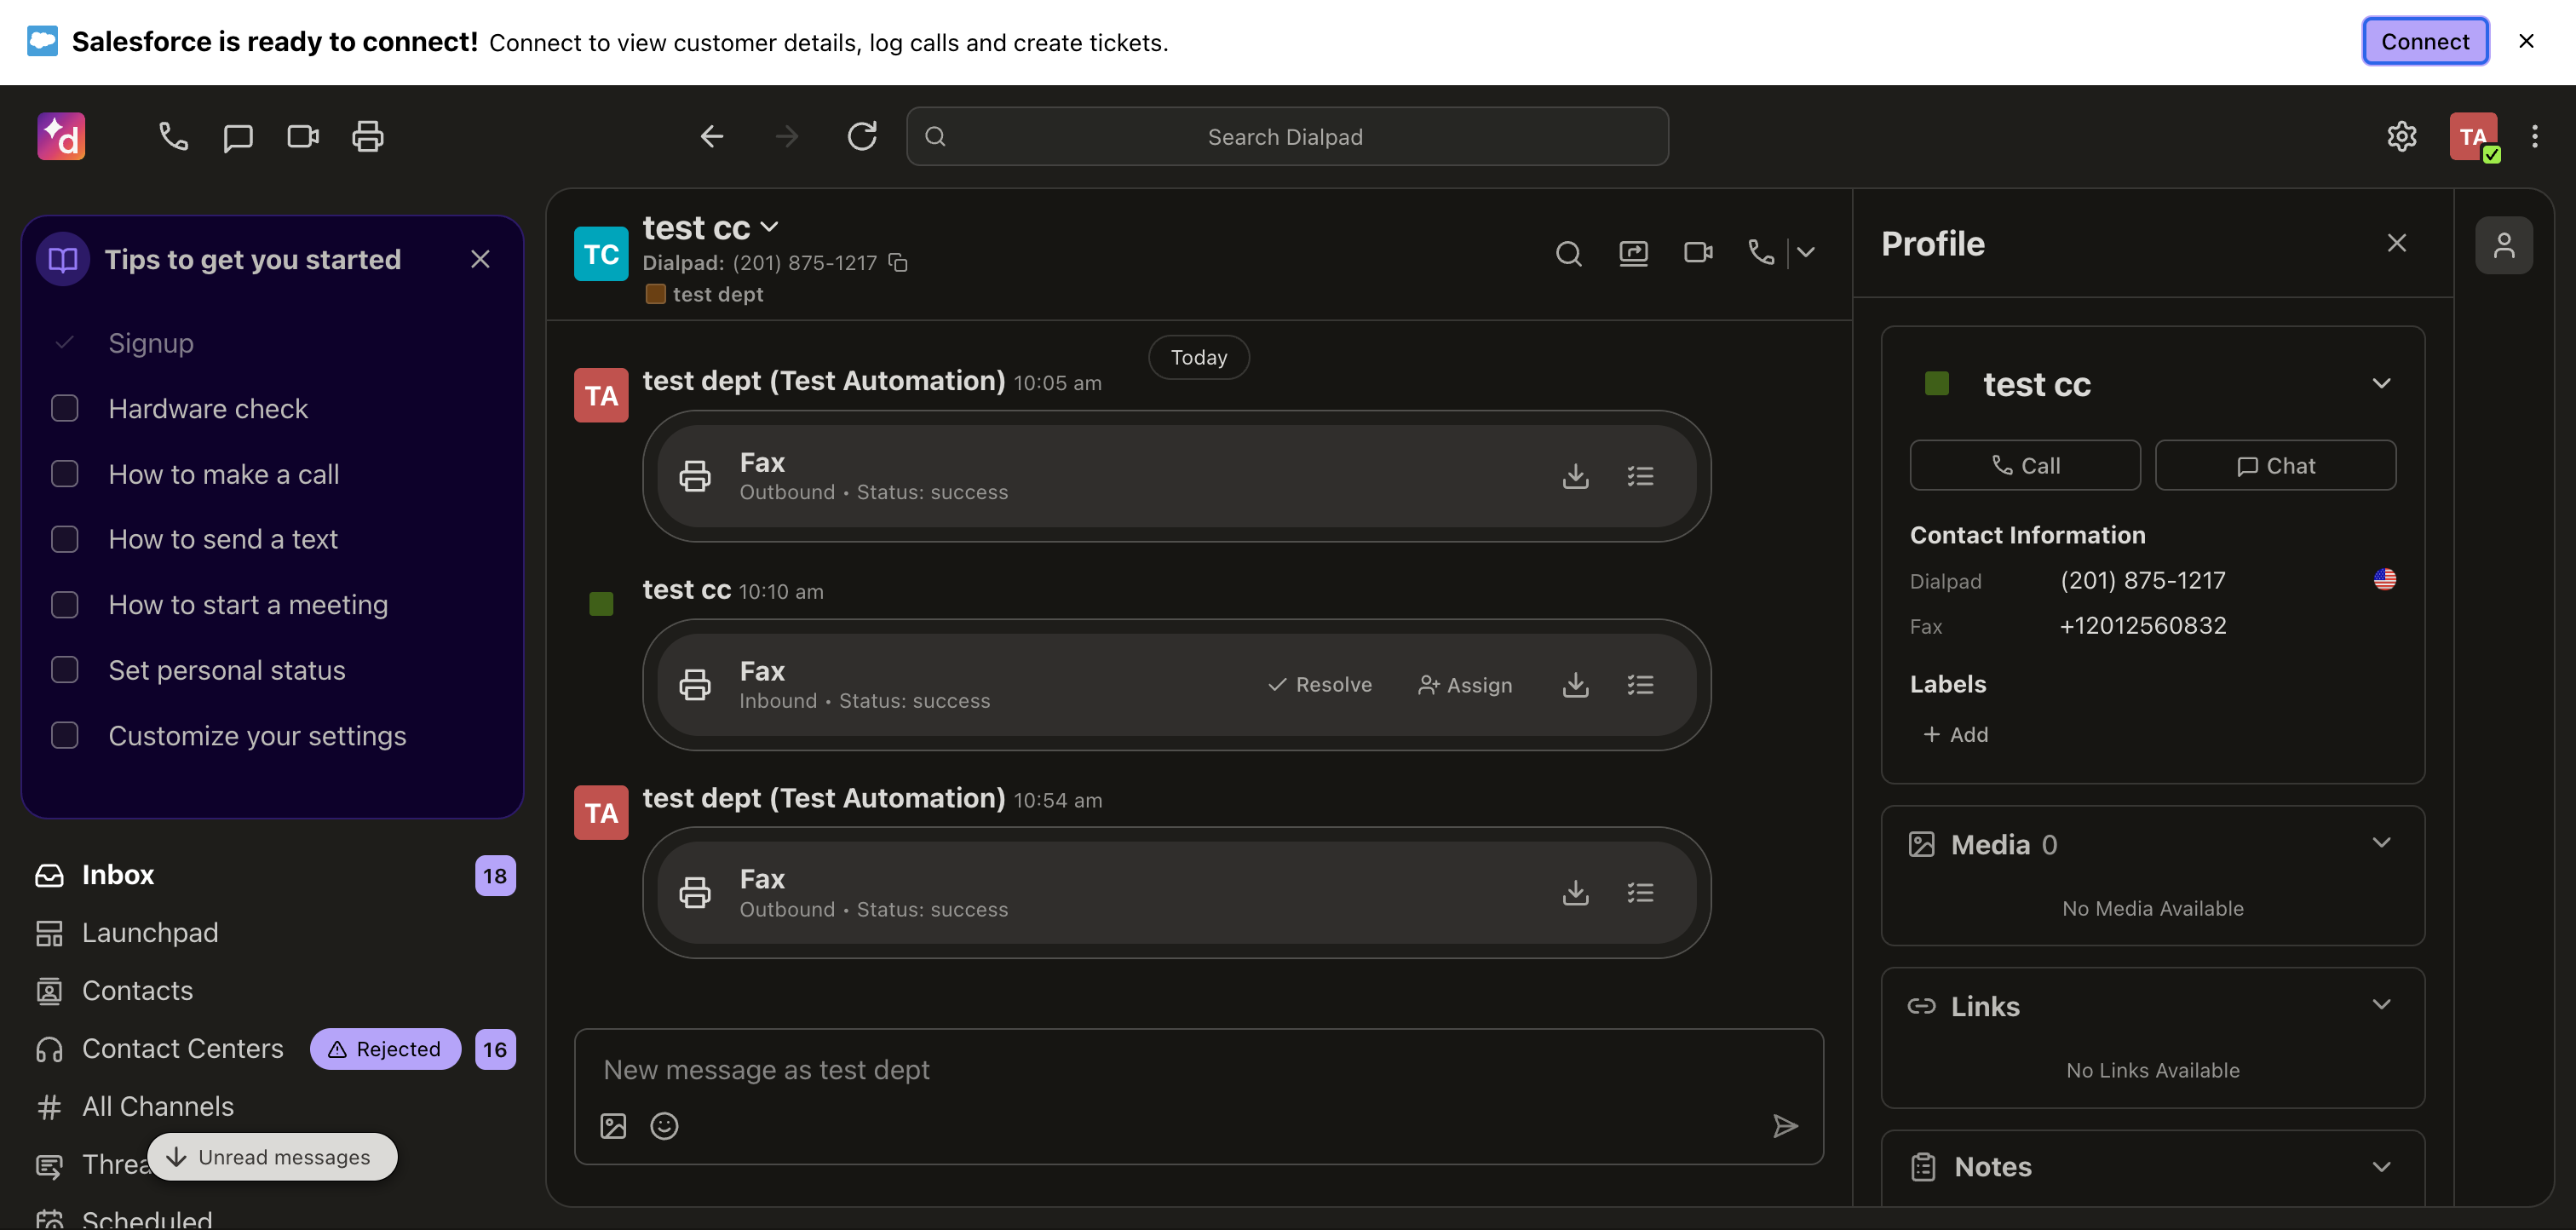 Salesforce is ready to connect! Connect to view customer details, log calls and create tickets.
Connect
d
Search Dialpad
TA
Tips to get you started
Signup
Hardware check
How to make a call
How to send a text
How to start a meeting
Set personal status
Customize your settings
Inbox 18
Launchpad
Contacts
Contact Centers Rejected 16
All Channels
Threa
Unread messages
Scheduled
TC
test cc
Dialpad: (201) 875-1217
test dept
Today
TA
test dept (Test Automation) 10:05 am
Fax
Outbound • Status: success
test cc 10:10 am
Fax
Inbound • Status: success
Resolve Assign
TA
test dept (Test Automation) 10:54 am
Fax
Outbound • Status: success
New message as test dept
Profile
test cc
Call Chat
Contact Information
Dialpad (201) 875-1217
Fax +12012560832
Labels
+ Add
Media 0
No Media Available
Links
No Links Available
Notes